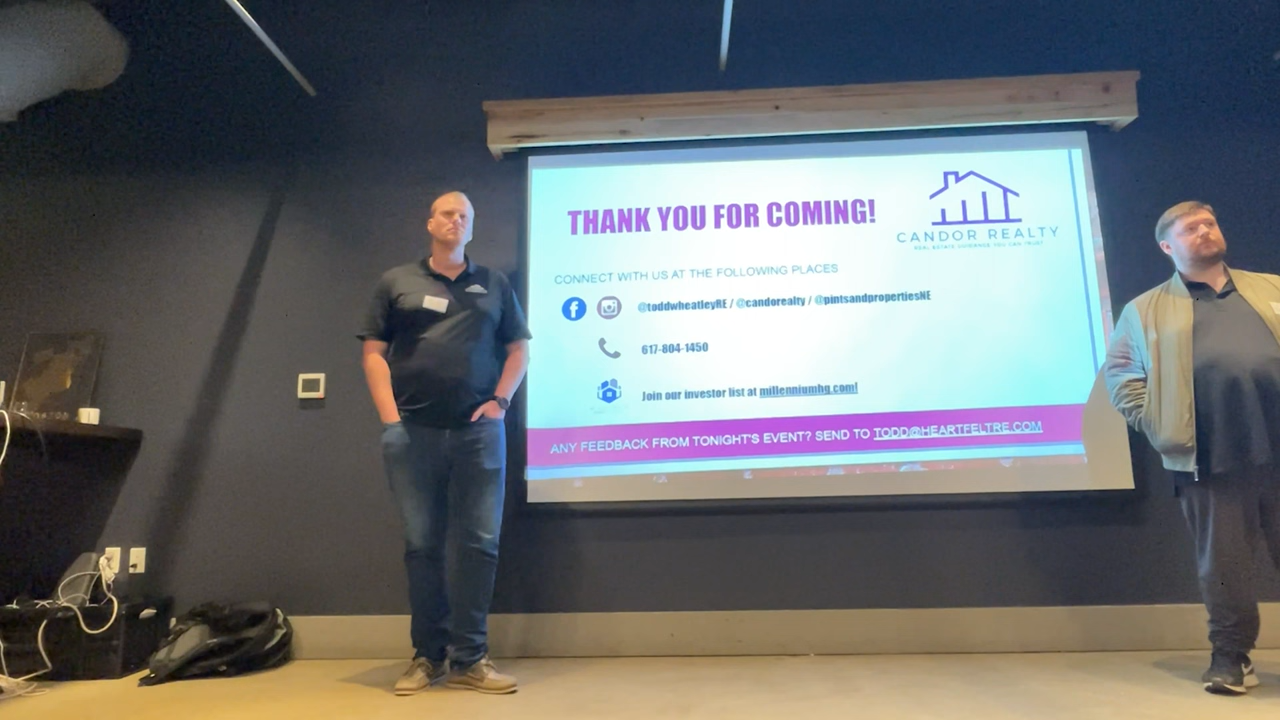 THANK YOU FOR COMING!
CANDOR REALTY
REAL ESTATE GUIDANCE YOU CAN TRUST
CONNECT WITH US AT THE FOLLOWING PLACES
@toddwheatleyRE / @candorealty / @pintsandpropertiesNE
617-804-1450
Join our investor list at millenniumhg.com!
ANY FEEDBACK FROM TONIGHT'S EVENT? SEND TO TODD@HEARTFELTRE.COM